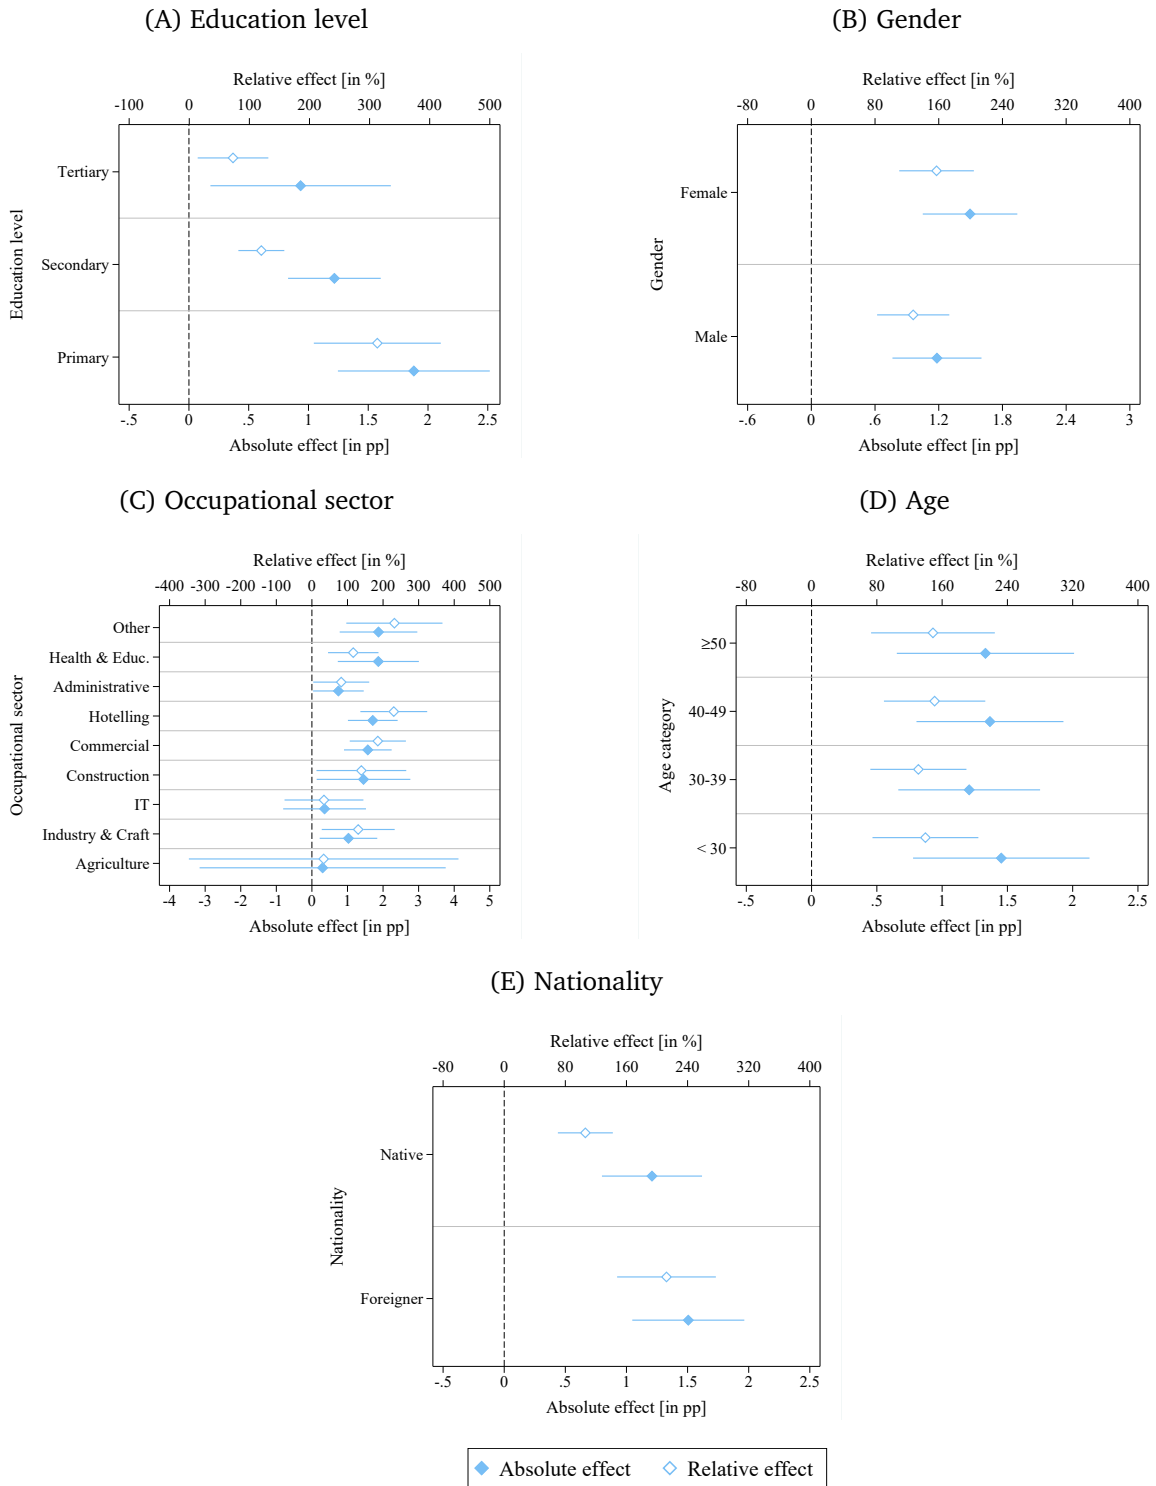 (A) Education level
Relative effect [in %]
-100 0 100 200 300 400 500
Education level
Tertiary
Secondary
Primary
-.5 0 .5 1 1.5 2 2.5
Absolute effect [in pp]
(B) Gender
Relative effect [in %]
-80 0 80 160 240 320 400
Gender
Female
Male
-.6 0 .6 1.2 1.8 2.4 3
Absolute effect [in pp]
(C) Occupational sector
Relative effect [in %]
-400 -300 -200 -100 0 100 200 300 400 500
Occupational sector
Other
Health & Educ.
Administrative
Hotelling
Commercial
Construction
IT
Industry & Craft
Agriculture
-4 -3 -2 -1 0 1 2 3 4 5
Absolute effect [in pp]
(D) Age
Relative effect [in %]
-80 0 80 160 240 320 400
Age category
≥50
40-49
30-39
< 30
-.5 0 .5 1 1.5 2 2.5
Absolute effect [in pp]
(E) Nationality
Relative effect [in %]
-80 0 80 160 240 320 400
Nationality
Native
Foreigner
-.5 0 .5 1 1.5 2 2.5
Absolute effect [in pp]
Absolute effect Relative effect